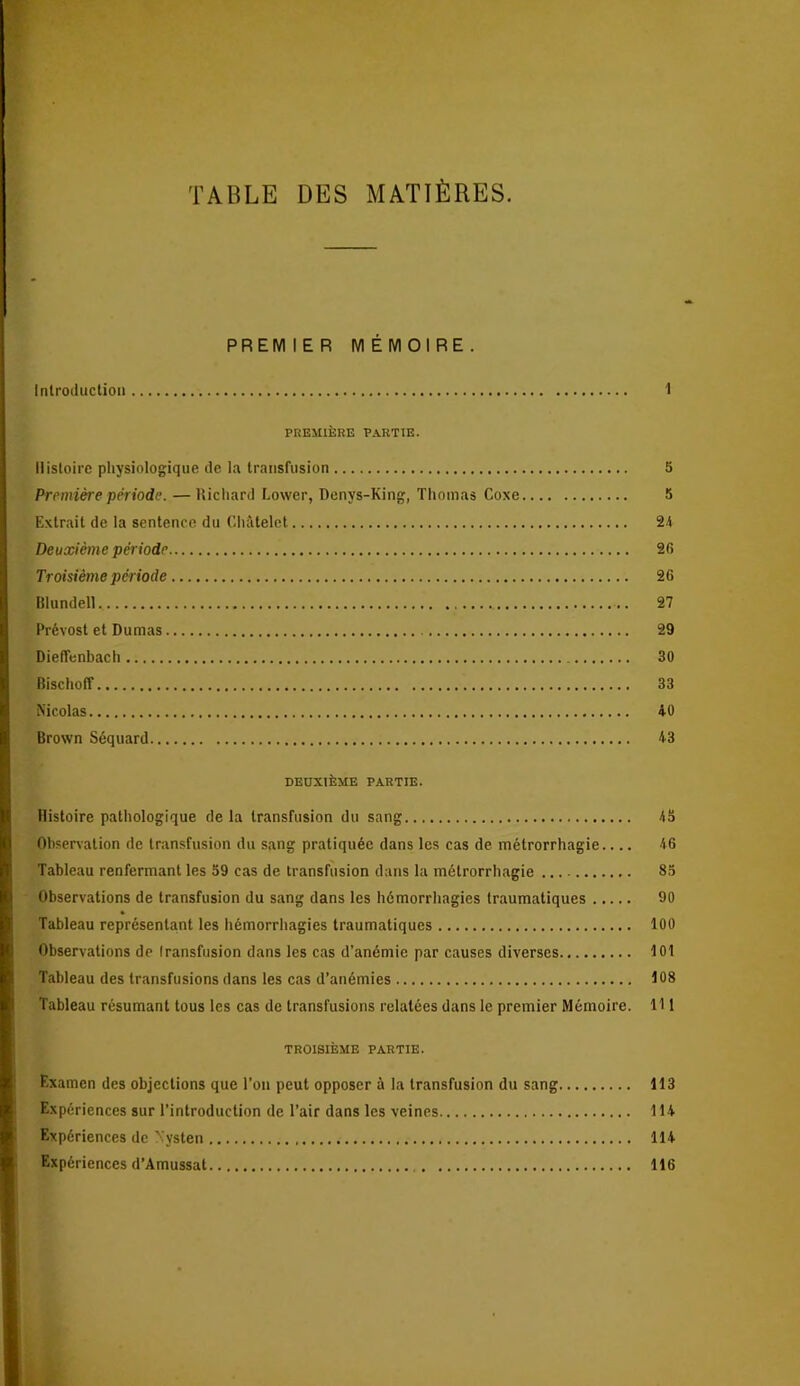 TABLE DES MATIÈRES.
PREMIER MÉMOIRE.
Introduction 1
PREMIÈRE PARTIE.
Histoire physiologique de la transfusion 5
Première période. — Richard Lower, Denys-King, Thomas Coxe 5
Extrait de la sentence du Châtelet 24
Deuxième période 26
Troisième période 26
Blundell 27
Prévost et Dumas 29
Dieffenbach 30
Bischoff 33
Nicolas 40
Brown Séquard 43
DEUXIÈME PARTIE.
Histoire pathologique de la transfusion du sang 45
Observation de transfusion du sang pratiquée dans les cas de métrorrhagie 46
Tableau renfermant les 59 cas de transfusion dans la métrorrhagie 85
Observations de transfusion du sang dans les hémorrhagies traumatiques 90
Tableau représentant les hémorrhagies traumatiques 100
Observations de transfusion dans les cas d'anémie par causes diverses 101
Tableau des transfusions dans les cas d'anémies 108
Tableau résumant tous les cas de transfusions relatées dans le premier Mémoire. 111
TROISIÈME PARTIE.
Examen des objections que l'on peut opposer à la transfusion du sang 113
Expériences sur l'introduction de l'air dans les veines 114
Expériences de Nysten 114
Expériences d'Amussat 116